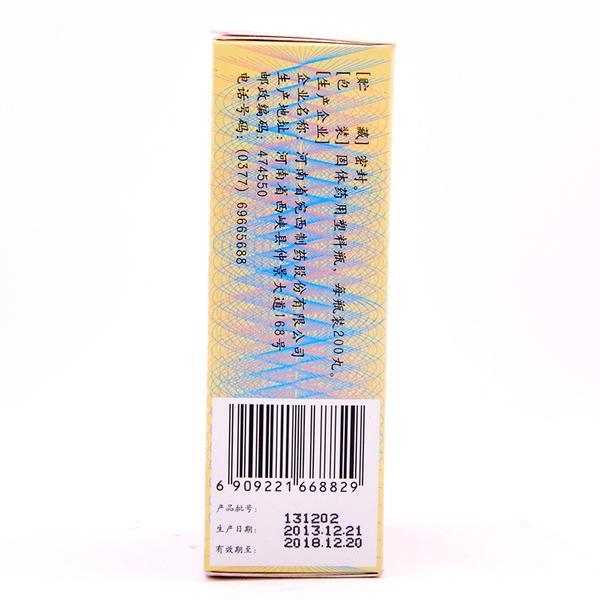 [贮　　藏] 密封。
[包　　装] 固体药用塑料瓶，每瓶装200丸。
[生产企业]
企业名称：河南省宛西制药股份有限公司
生产地址：河南省西峡县仲景大道168号
邮政编码：474550
电话号码：(0377) 69665688
6 909221 668829
产品批号： 131202
生产日期： 2013.12.21
有效期至： 2018.12.20